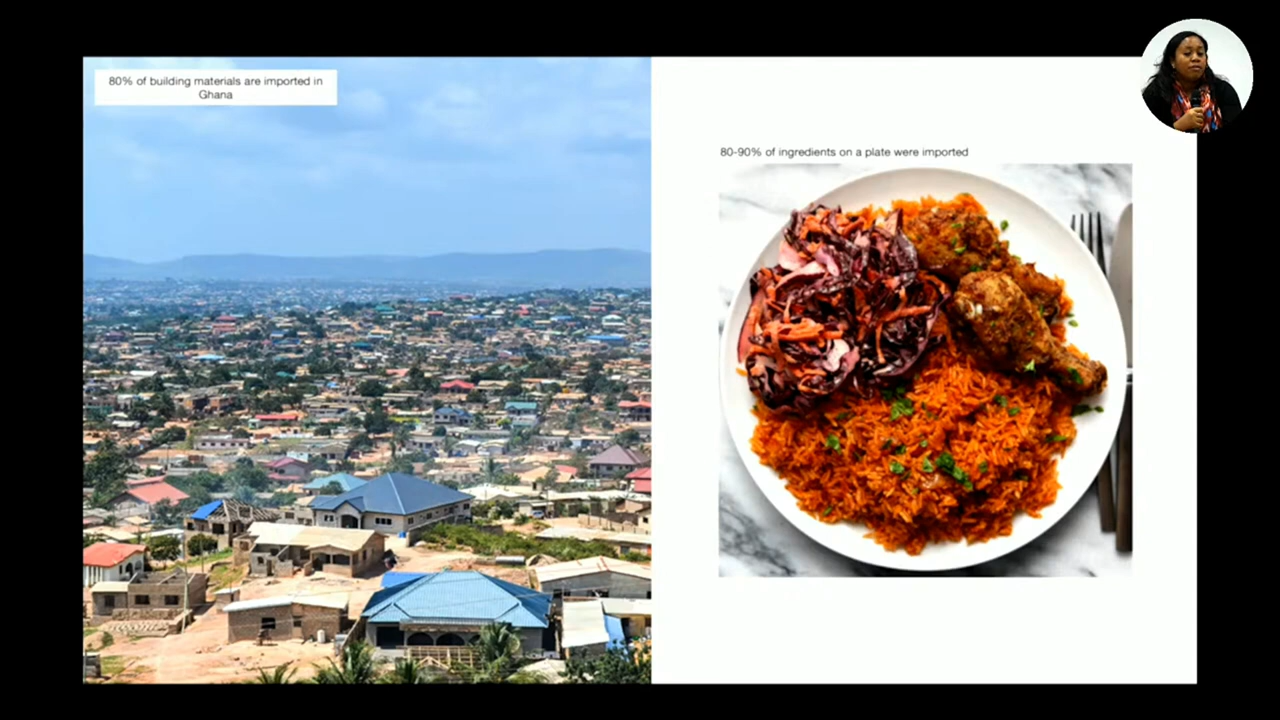 80% of building materials are imported in
Ghana
80-90% of ingredients on a plate were imported